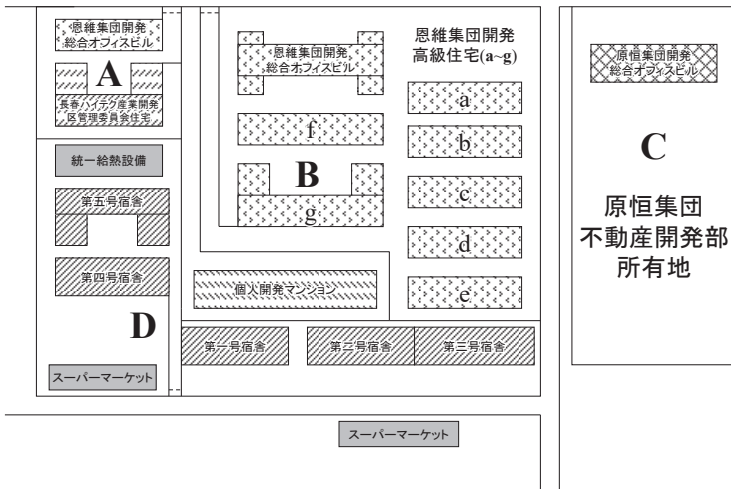 恩維集団開発
総合オフィスビル
A
長春ハイテク産業開発
区管理委員会住宅
統一給熱設備
第五号宿舎
第四号宿舎
D
スーパーマーケット
恩維集団開発
総合オフィスビル
f
B
g
個人開発マンション
第一号宿舎
第二号宿舎
第三号宿舎
恩維集団開発
高級住宅(a~g)
a
b
c
d
e
原恒集団開発
総合オフィスビル
C
原恒集団
不動産開発部
所有地
スーパーマーケット